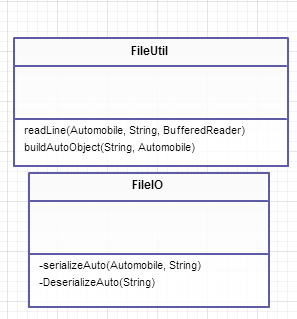 FileUtil
readLine(Automobile, String, BufferedReader)
buildAutoObject(String, Automobile)
FileIO
-serializeAuto(Automobile, String)
-DeserializeAuto(String)